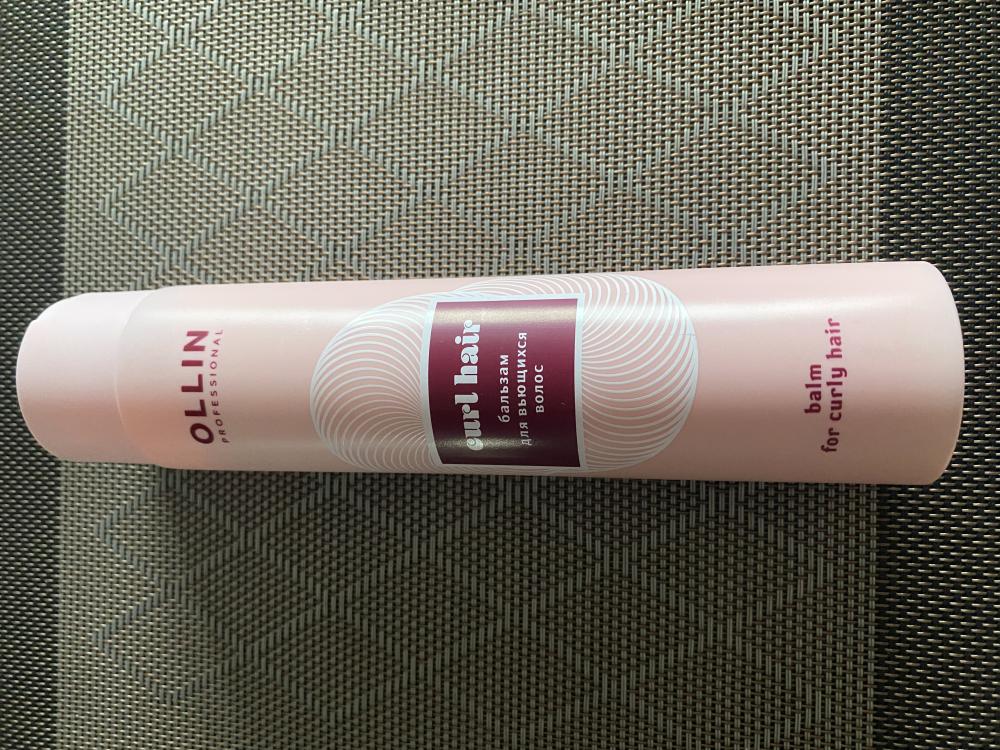 OLLIN
PROFESSIONAL
curl hair
бальзам
для вьющихся
волос
balm
for curly hair